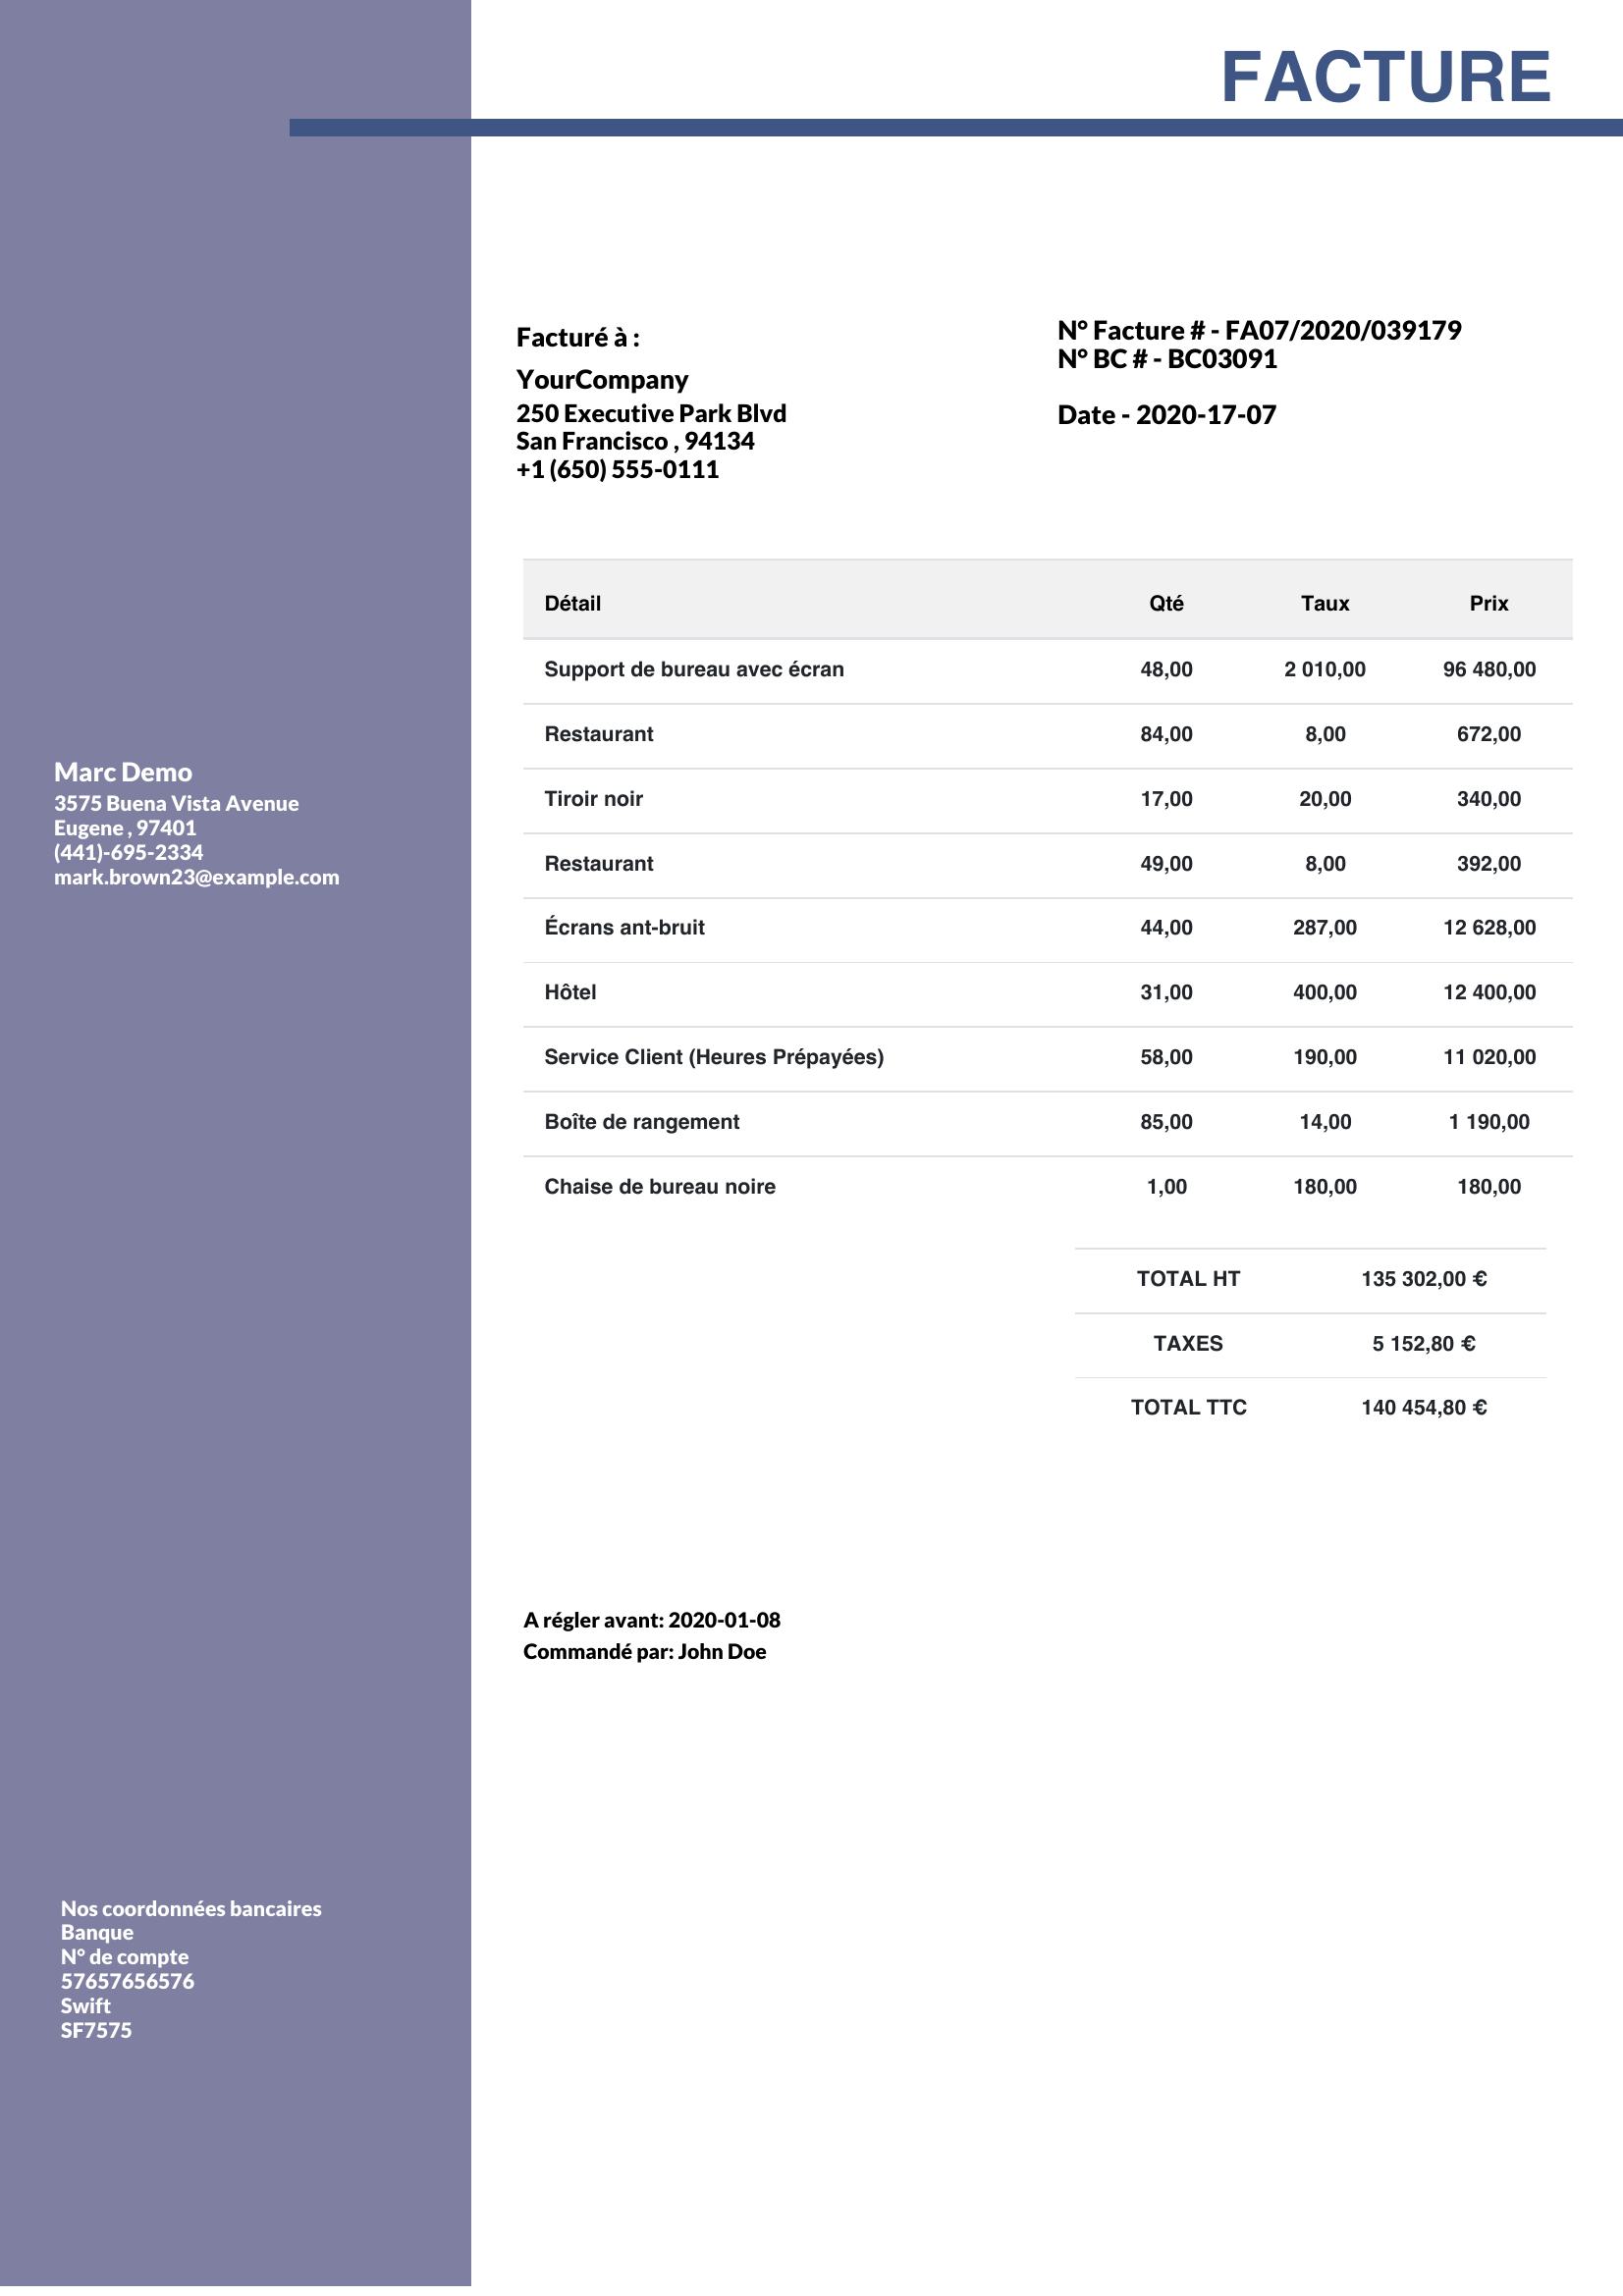 FACTURE
Facturé à :
YourCompany
250 Executive Park Blvd
San Francisco , 94134
+1 (650) 555-0111
N° Facture # - FA07/2020/039179
N° BC # - BC03091
Date - 2020-17-07
Détail Qté Taux Prix
Support de bureau avec écran 48,00 2 010,00 96 480,00
Restaurant 84,00 8,00 672,00
Tiroir noir 17,00 20,00 340,00
Restaurant 49,00 8,00 392,00
Écrans ant-bruit 44,00 287,00 12 628,00
Hôtel 31,00 400,00 12 400,00
Service Client (Heures Prépayées) 58,00 190,00 11 020,00
Boîte de rangement 85,00 14,00 1 190,00
Chaise de bureau noire 1,00 180,00 180,00
TOTAL HT 135 302,00 €
TAXES 5 152,80 €
TOTAL TTC 140 454,80 €
Marc Demo
3575 Buena Vista Avenue
Eugene , 97401
(441)-695-2334
mark.brown23@example.com
A régler avant: 2020-01-08
Commandé par: John Doe
Nos coordonnées bancaires
Banque
N° de compte
57657656576
Swift
SF7575